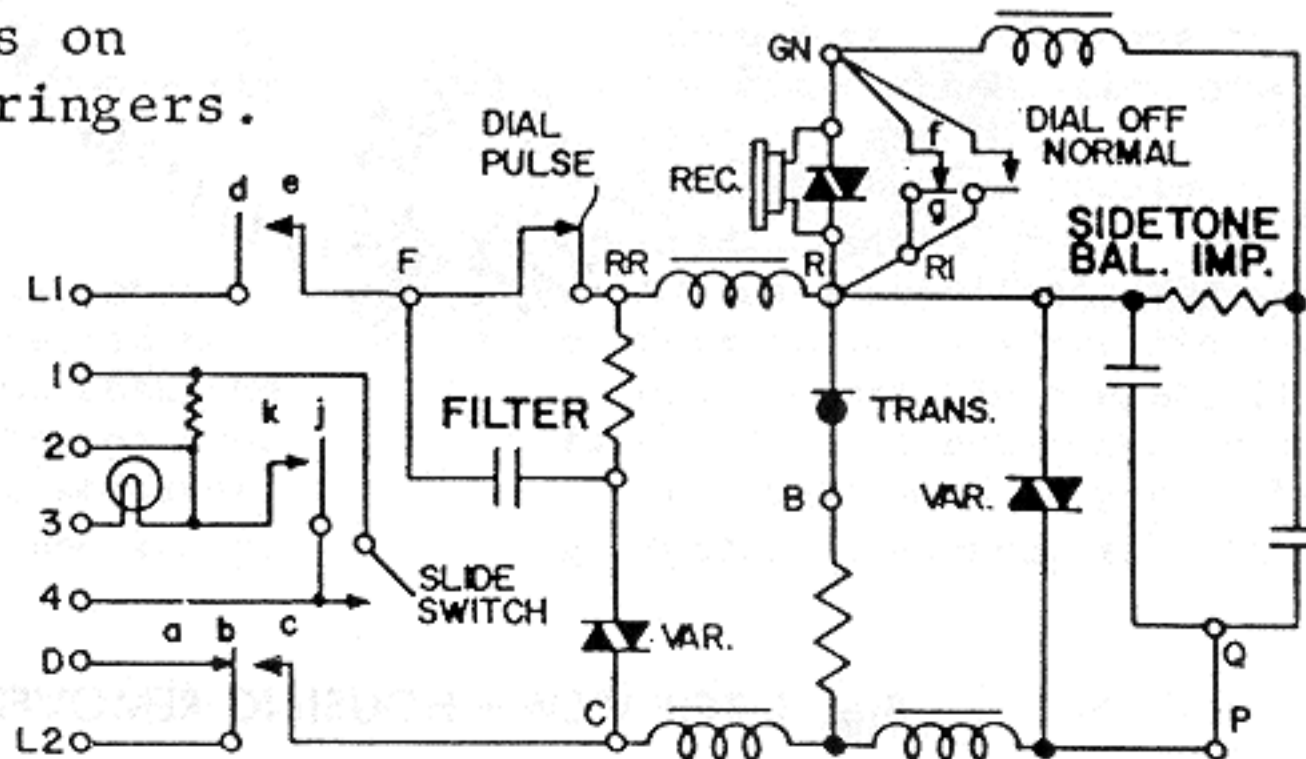 s on
ringers.
GN
DIAL
PULSE
f
DIAL OFF
NORMAL
REC.
d e
g
SIDETONE
BAL. IMP.
F
RR
R
R1
L1
1
k j
FILTER
TRANS.
2
B
VAR.
3
SLIDE
SWITCH
4
a b c
D
VAR.
Q
C
P
L2